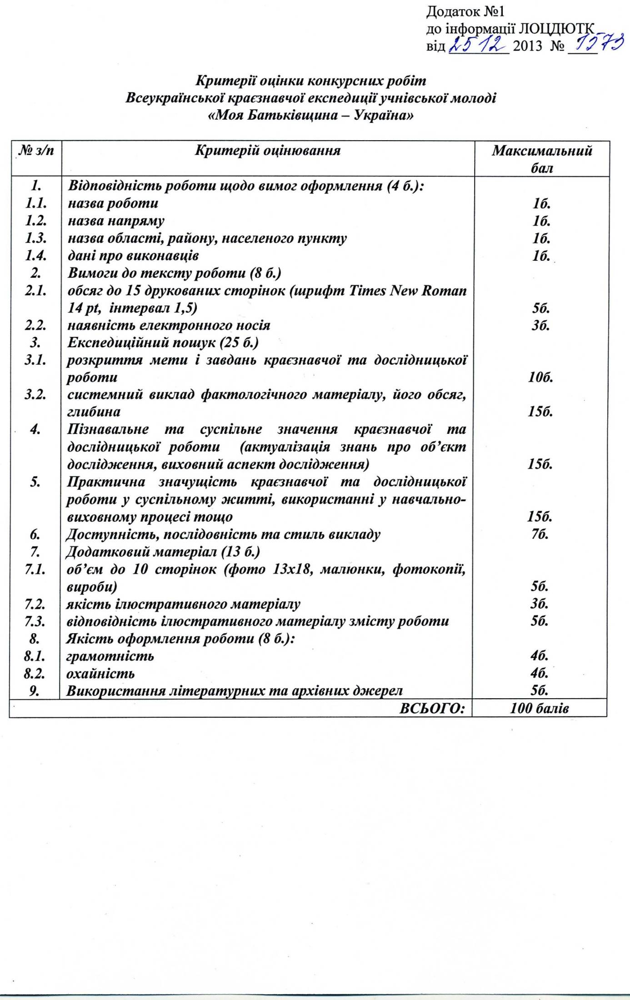 Додаток №1
до інформації ЛОЦДЮТК
від 25 12 2013 № 1573
Критерії оцінки конкурсних робіт
Всеукраїнської краєзнавчої експедиції учнівської молоді
«Моя Батьківщина – Україна»
№ з/п Критерій оцінювання Максимальний
бал
1. Відповідність роботи щодо вимог оформлення (4 б.):
1.1. назва роботи 1б.
1.2. назва напряму 1б.
1.3. назва області, району, населеного пункту 1б.
1.4. дані про виконавців 1б.
2. Вимоги до тексту роботи (8 б.)
2.1. обсяг до 15 друкованих сторінок (шрифт Times New Roman
14 pt, інтервал 1,5) 5б.
2.2. наявність електронного носія 3б.
3. Експедиційний пошук (25 б.)
3.1. розкриття мети і завдань краєзнавчої та дослідницької
роботи 10б.
3.2. системний виклад фактологічного матеріалу, його обсяг,
глибина 15б.
4. Пізнавальне та суспільне значення краєзнавчої та
дослідницької роботи (актуалізація знань про об’єкт
дослідження, виховний аспект дослідження) 15б.
5. Практична значущість краєзнавчої та дослідницької
роботи у суспільному житті, використанні у навчально-
виховному процесі тощо 15б.
6. Доступність, послідовність та стиль викладу 7б.
7. Додатковий матеріал (13 б.)
7.1. об’єм до 10 сторінок (фото 13х18, малюнки, фотокопії,
вироби) 5б.
7.2. якість ілюстративного матеріалу 3б.
7.3. відповідність ілюстративного матеріалу змісту роботи 5б.
8. Якість оформлення роботи (8 б.):
8.1. грамотність 4б.
8.2. охайність 4б.
9. Використання літературних та архівних джерел 5б.
ВСЬОГО: 100 балів